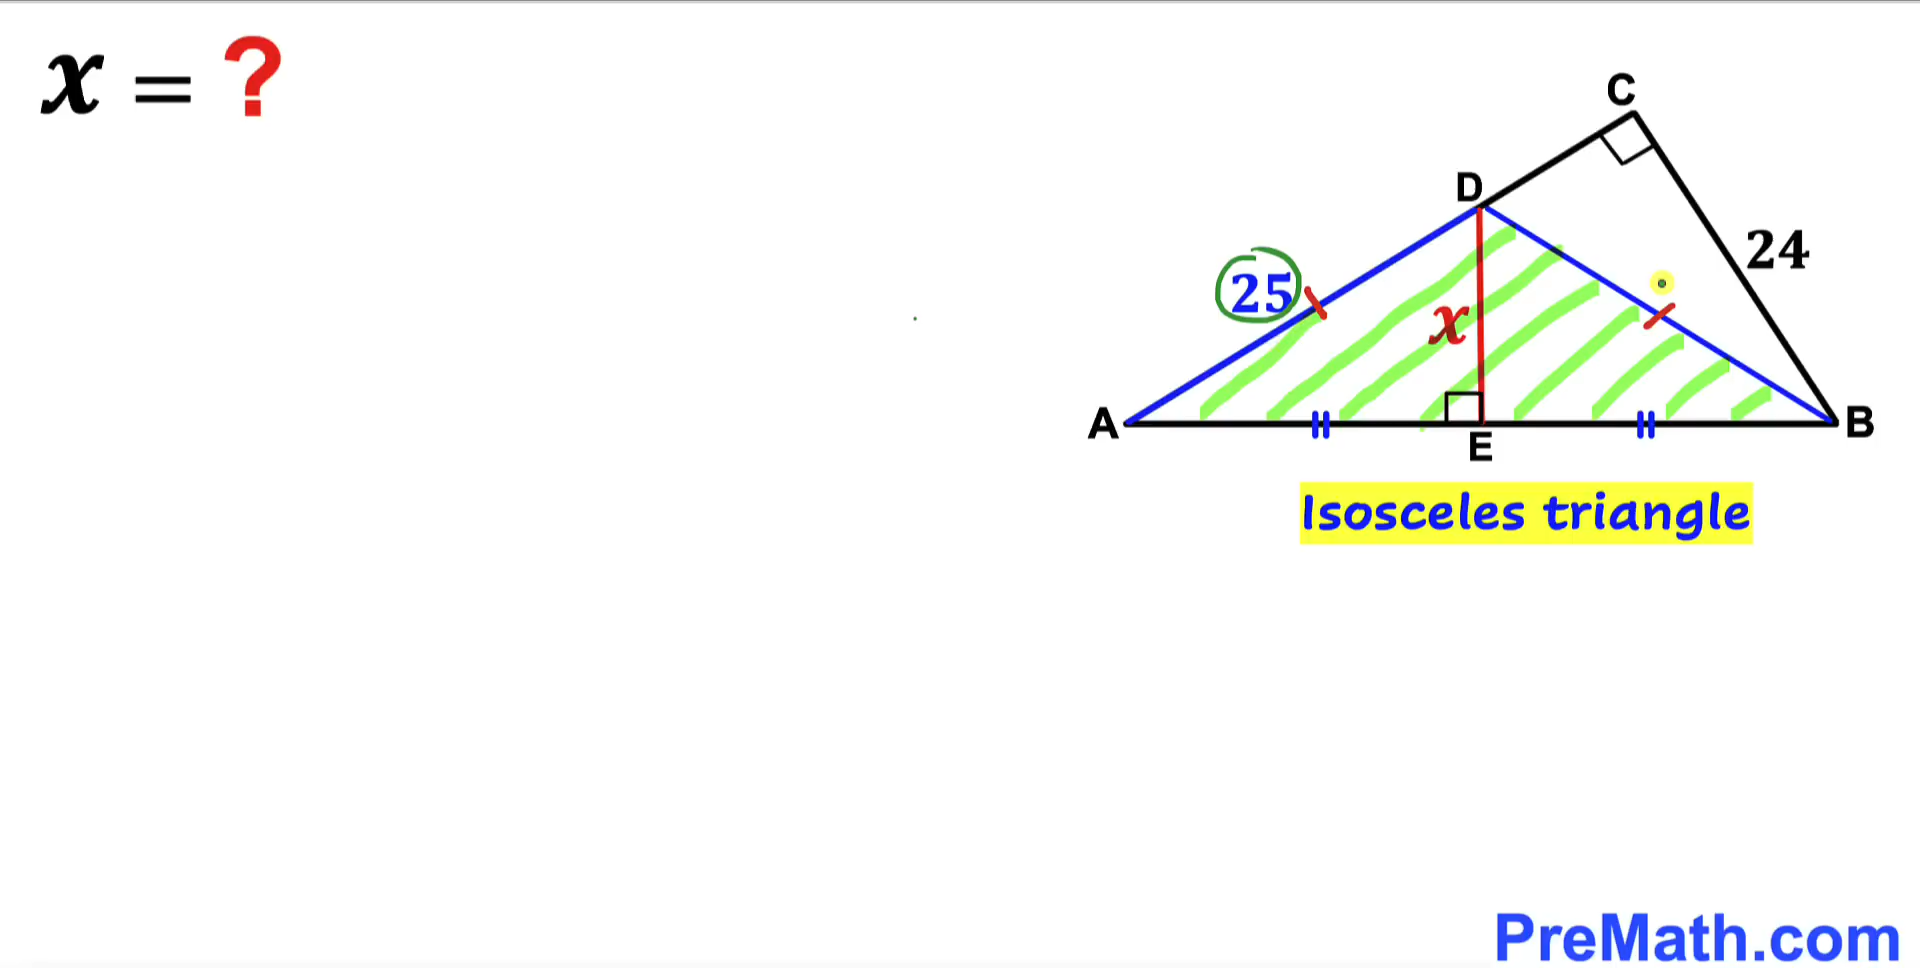 x = ?
C
D
24
25
x
A
B
E
Isosceles triangle
PreMath.com